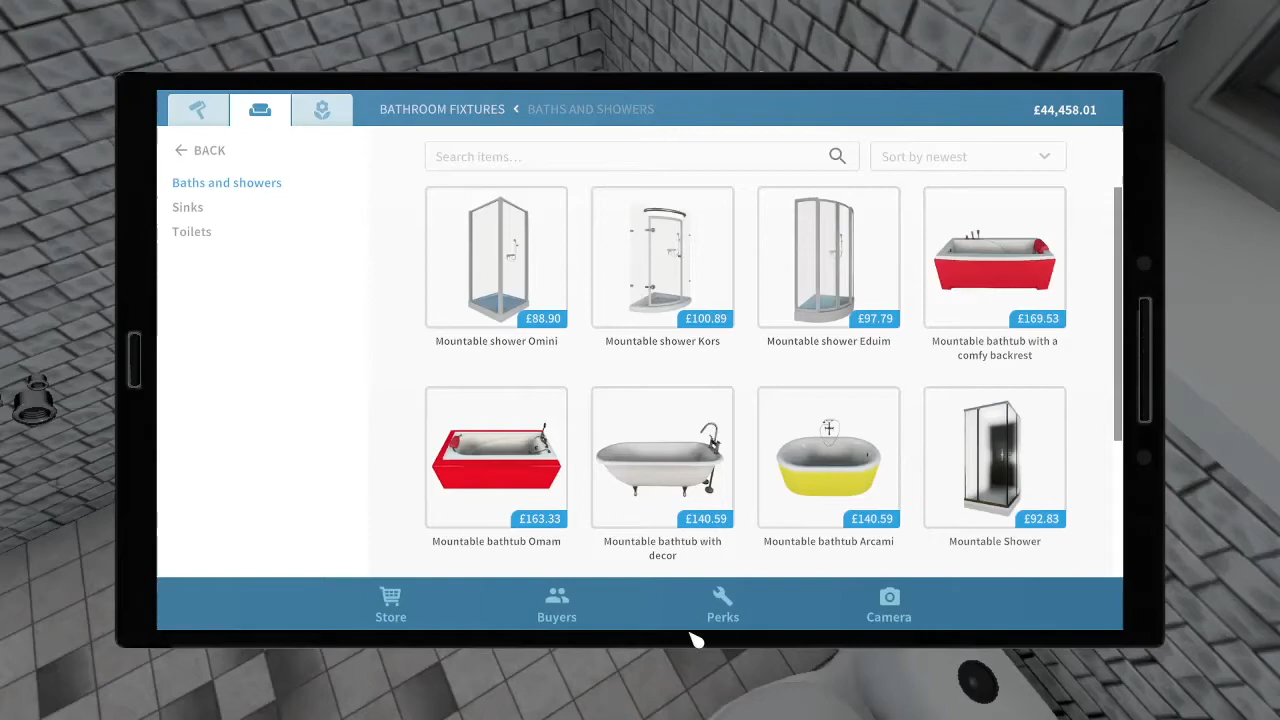 BATHROOM FIXTURES < BATHS AND SHOWERS
£44,458.01
BACK
Baths and showers
Sinks
Toilets
Search items...
Sort by newest
£88.90
Mountable shower Omini
£100.89
Mountable shower Kors
£97.79
Mountable shower Eduim
£169.53
Mountable bathtub with a
comfy backrest
£163.33
Mountable bathtub Omam
£140.59
Mountable bathtub with
decor
£140.59
Mountable bathtub Arcami
£92.83
Mountable Shower
Store
Buyers
Perks
Camera